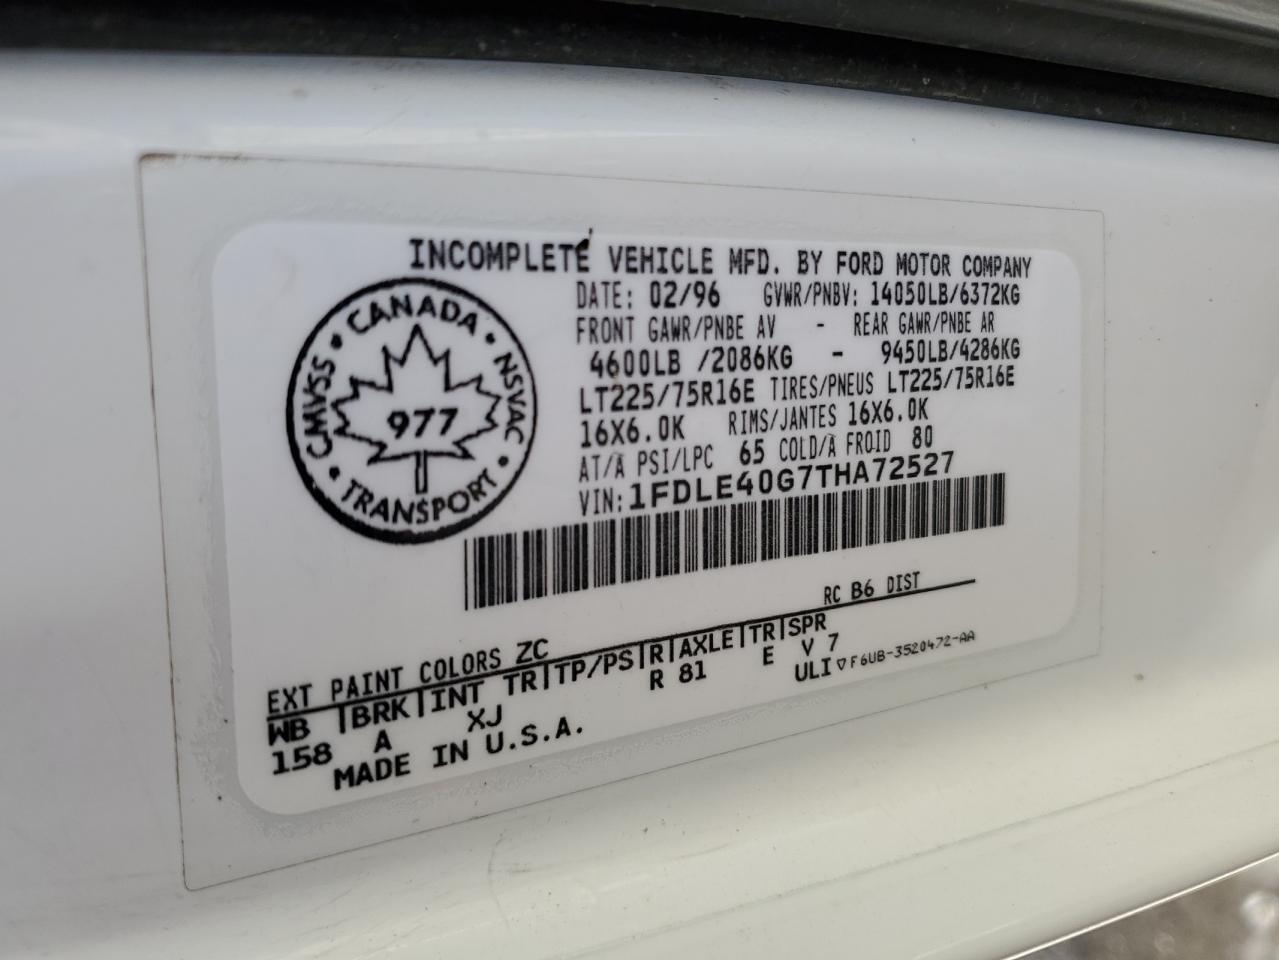 INCOMPLETE VEHICLE MFD. BY FORD MOTOR COMPANY
DATE: 02/96 GVWR/PNBV: 14050LB/6372KG
FRONT GAWR/PNBE AV - REAR GAWR/PNBE AR
4600LB /2086KG - 9450LB/4286KG
LT225/75R16E TIRES/PNEUS LT225/75R16E
16X6.0K RIMS/JANTES 16X6.0K
AT/A PSI/LPC 65 COLD/A FROID 80
VIN: 1FDLE40G7THA72527
CMVSS • CANADA • NSVAC • TRANSPORT •
977
RC B6 DIST
EXT PAINT COLORS ZC
WB |BRK|INT TR|TP/PS|R|AXLE|TR|SPR
158 A XJ R 81 E V 7
MADE IN U.S.A.
ULI ▽ F6UB-3520472-AA